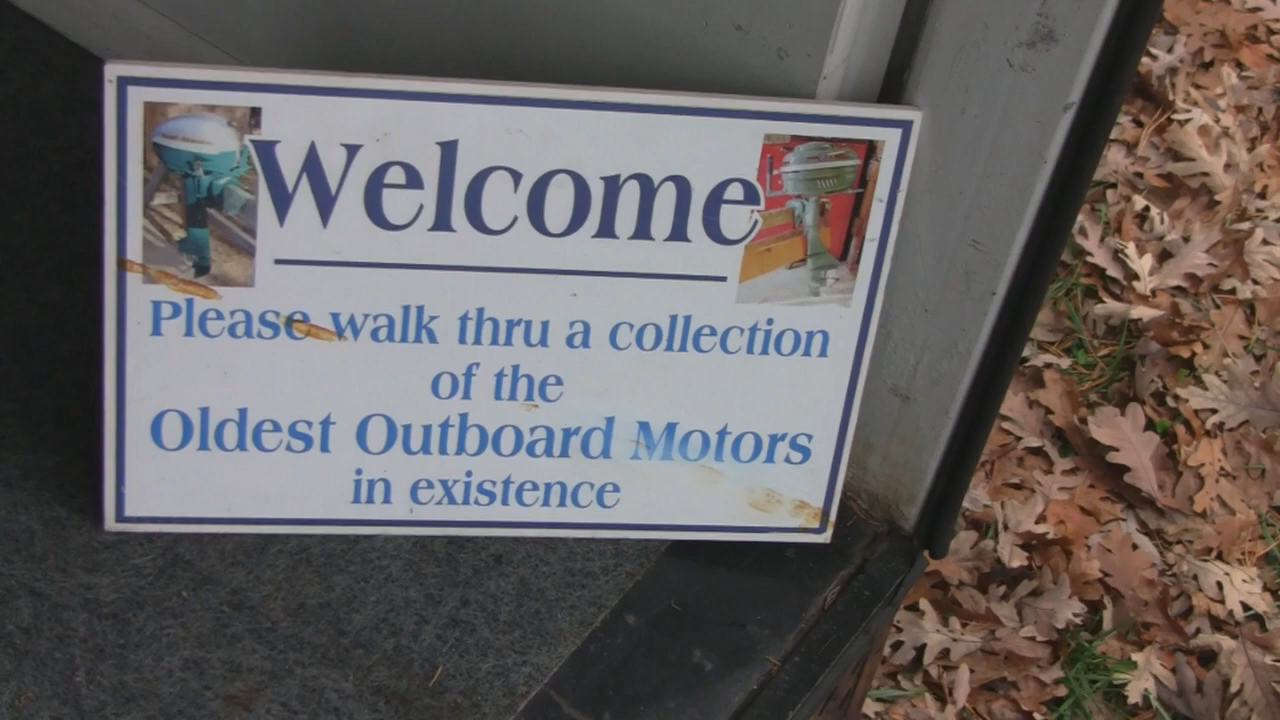 Welcome
Please walk thru a collection
of the
Oldest Outboard Motors
in existence